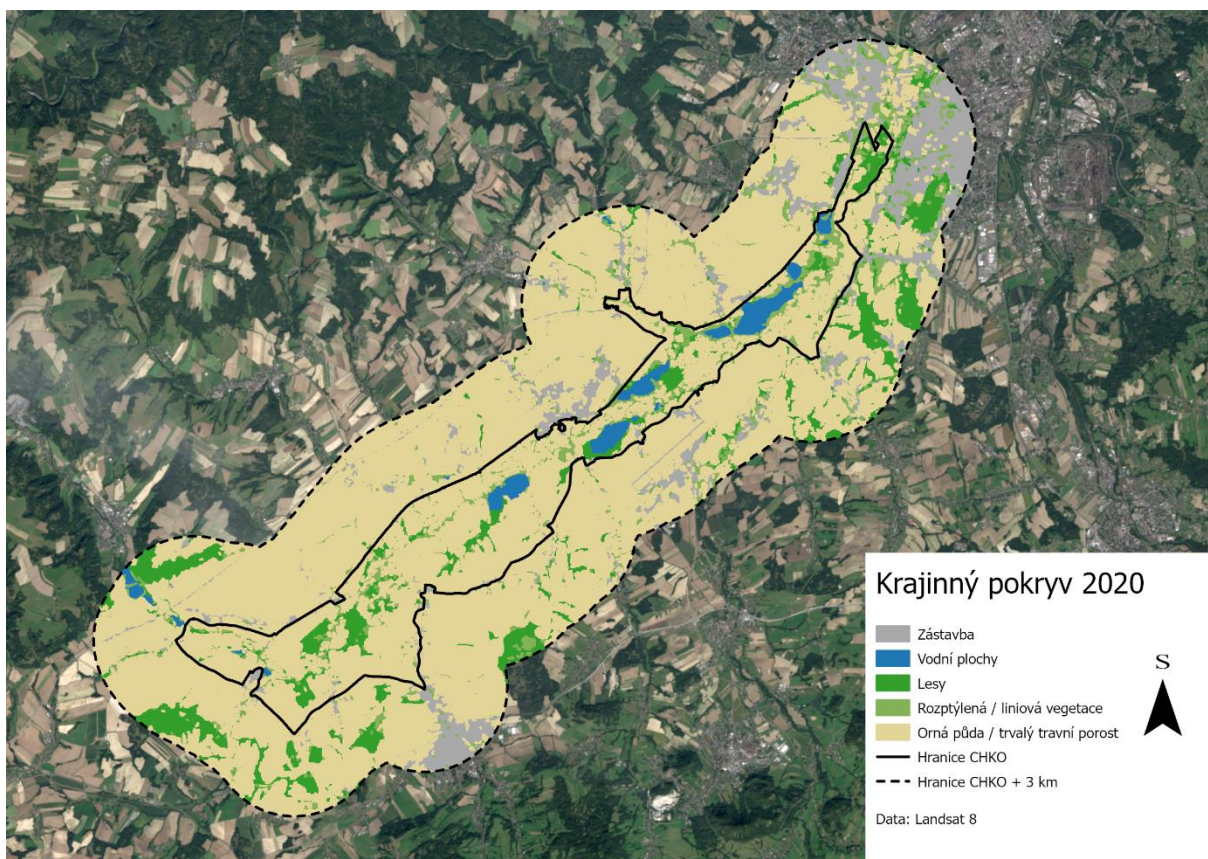 Krajinný pokryv 2020
Zástavba
Vodní plochy
Lesy
Rozptýlená / liniová vegetace
Orná půda / trvalý travní porost
Hranice CHKO
Hranice CHKO + 3 km
Data: Landsat 8
S